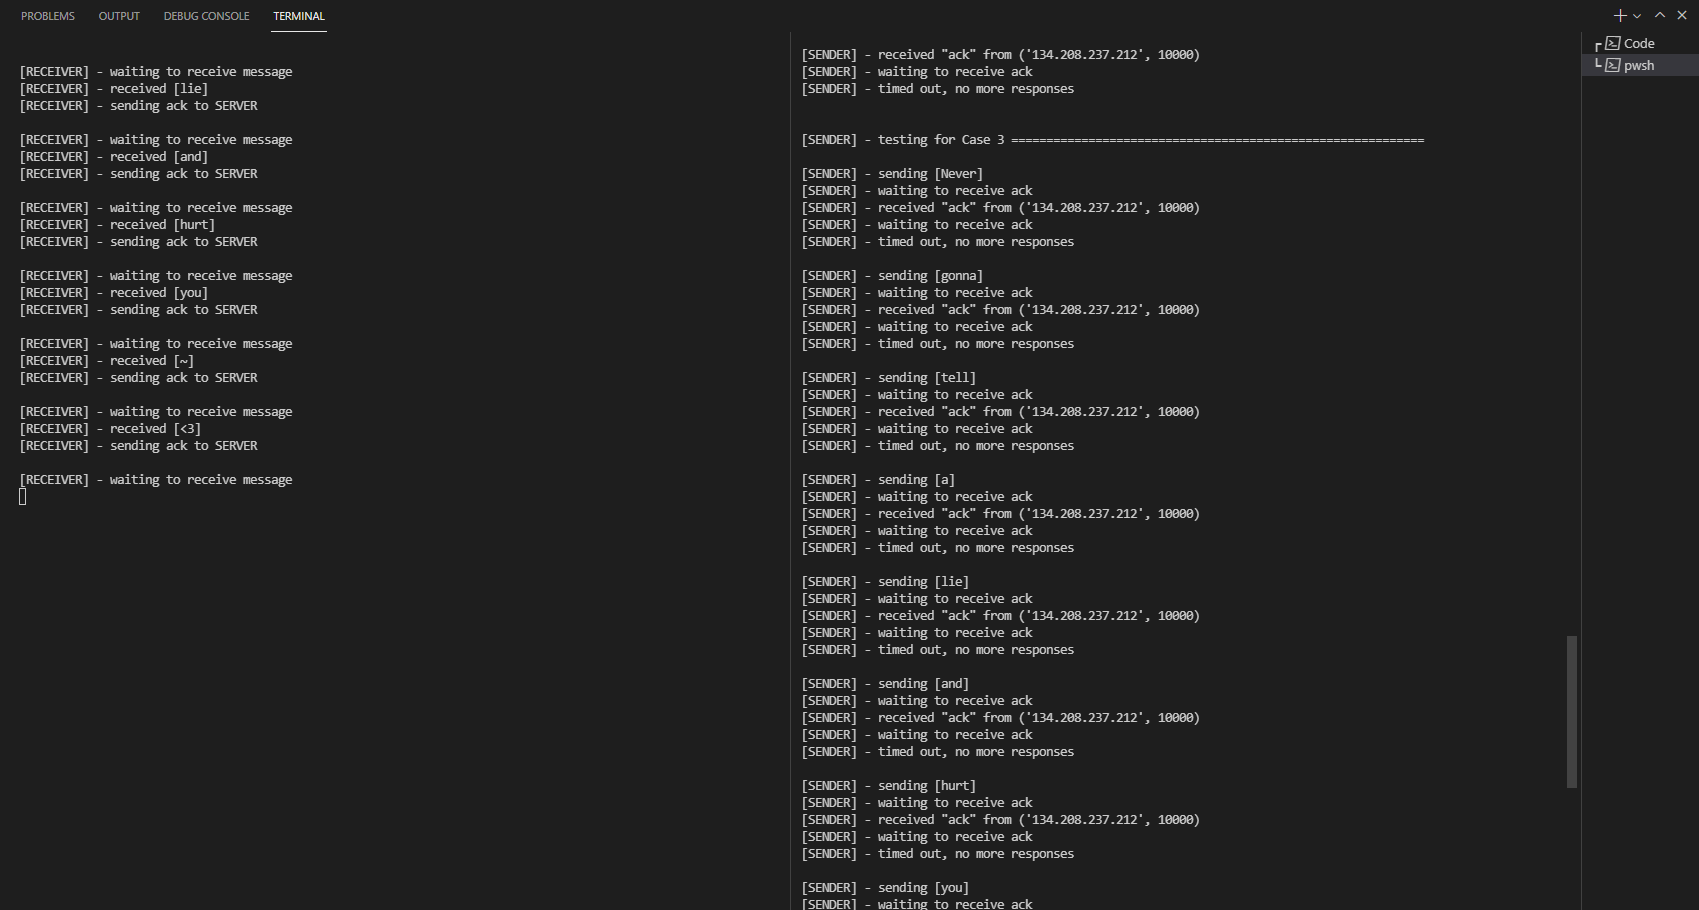 PROBLEMS OUTPUT DEBUG CONSOLE TERMINAL
[RECEIVER] - waiting to receive message
[RECEIVER] - received [lie]
[RECEIVER] - sending ack to SERVER
[RECEIVER] - waiting to receive message
[RECEIVER] - received [and]
[RECEIVER] - sending ack to SERVER
[RECEIVER] - waiting to receive message
[RECEIVER] - received [hurt]
[RECEIVER] - sending ack to SERVER
[RECEIVER] - waiting to receive message
[RECEIVER] - received [you]
[RECEIVER] - sending ack to SERVER
[RECEIVER] - waiting to receive message
[RECEIVER] - received [~]
[RECEIVER] - sending ack to SERVER
[RECEIVER] - waiting to receive message
[RECEIVER] - received [<3]
[RECEIVER] - sending ack to SERVER
[RECEIVER] - waiting to receive message
[SENDER] - received "ack" from ('134.208.237.212', 10000)
[SENDER] - waiting to receive ack
[SENDER] - timed out, no more responses
[SENDER] - testing for Case 3 ===========================================================
[SENDER] - sending [Never]
[SENDER] - waiting to receive ack
[SENDER] - received "ack" from ('134.208.237.212', 10000)
[SENDER] - waiting to receive ack
[SENDER] - timed out, no more responses
[SENDER] - sending [gonna]
[SENDER] - waiting to receive ack
[SENDER] - received "ack" from ('134.208.237.212', 10000)
[SENDER] - waiting to receive ack
[SENDER] - timed out, no more responses
[SENDER] - sending [tell]
[SENDER] - waiting to receive ack
[SENDER] - received "ack" from ('134.208.237.212', 10000)
[SENDER] - waiting to receive ack
[SENDER] - timed out, no more responses
[SENDER] - sending [a]
[SENDER] - waiting to receive ack
[SENDER] - received "ack" from ('134.208.237.212', 10000)
[SENDER] - waiting to receive ack
[SENDER] - timed out, no more responses
[SENDER] - sending [lie]
[SENDER] - waiting to receive ack
[SENDER] - received "ack" from ('134.208.237.212', 10000)
[SENDER] - waiting to receive ack
[SENDER] - timed out, no more responses
[SENDER] - sending [and]
[SENDER] - waiting to receive ack
[SENDER] - received "ack" from ('134.208.237.212', 10000)
[SENDER] - waiting to receive ack
[SENDER] - timed out, no more responses
[SENDER] - sending [hurt]
[SENDER] - waiting to receive ack
[SENDER] - received "ack" from ('134.208.237.212', 10000)
[SENDER] - waiting to receive ack
[SENDER] - timed out, no more responses
[SENDER] - sending [you]
[SENDER] - waiting to receive ack
Code
pwsh